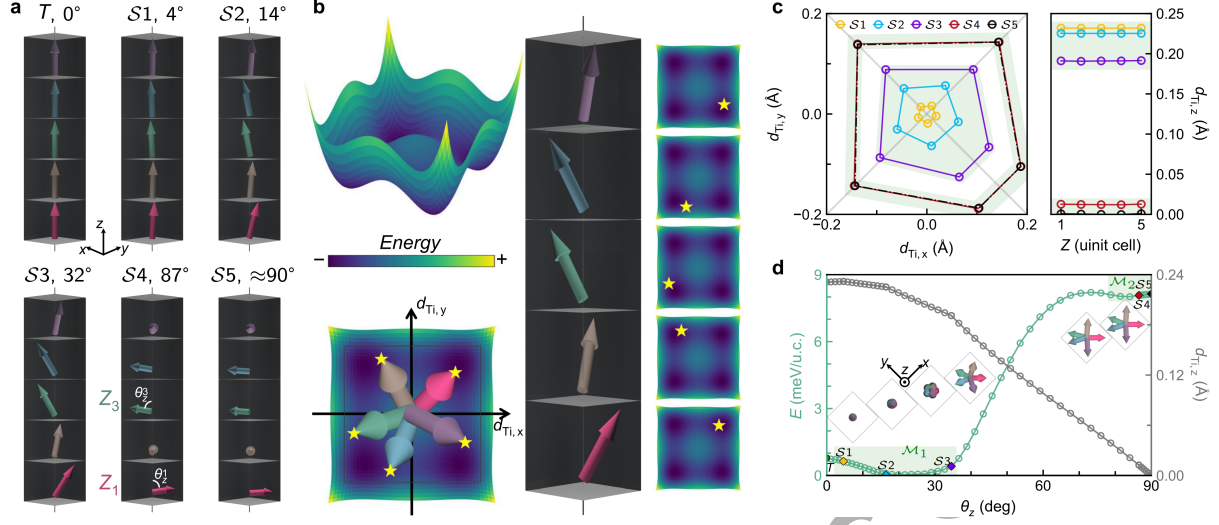 a
T, 0°
S1, 4°
S2, 14°
z
x
y
S3, 32°
S4, 87°
S5, ≈90°
Z₃
θ_z^3
Z₁
θ_z^1
b
Energy
−
+
d_Ti, y
d_Ti, x
c
S1
S2
S3
S4
S5
0.2
0.0
−0.2
d_Ti,y (Å)
−0.2
0.0
0.2
d_Ti,x (Å)
0.25
0.20
0.15
0.10
0.05
0.00
d_Ti,z (Å)
1
5
Z (uinit cell)
d
9
6
3
0
E (meV/u.c.)
0
30
60
90
θ_z (deg)
0.24
0.12
0.00
d_Ti,z (Å)
M₂
S5
S4
y
z
x
M₁
T
S1
S2
S3